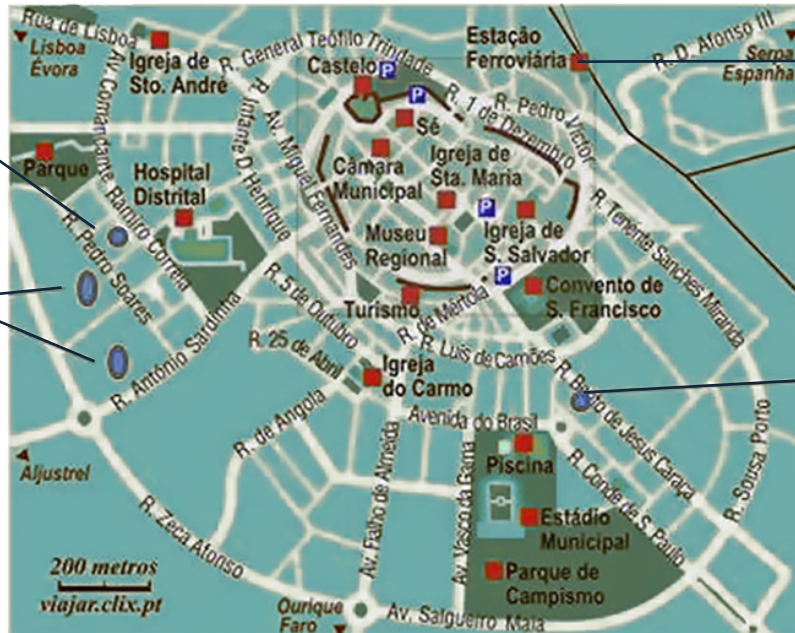 Rua de Lisboa
Lisboa
Évora
Igreja de
Sto. André
R. General Teófilo Trindade
Castelo
P
P
Estação
Ferroviária
R. D. Afonso III
Serpa
Espanha
Av. Comandante Ramiro Correia
R. Infante D Henrique
Av. Miguel Fernandes
R. 1 de Dezembro
R. Pedro Victor
Sé
Parque
Hospital
Distrital
Câmara
Municipal
Igreja de
Sta. Maria
P
Museu
Regional
Igreja de
S. Salvador
R. Tenente Sanches Miranda
R. Pedro Soares
R. 5 de Outubro
Turismo
R. de Mértola
P
Convento de
S. Francisco
R. António Sardinha
R. 25 de Abril
R. Luis de Camões
Igreja
do Carmo
R. Bento de Jesus Caraça
R. de Angola
Avenida do Brasil
Piscina
R. Sousa Porto
Aljustrel
Av. Fialho de Almeida
Av. Vasco da Gama
R. Conde de S. Paulo
R. Zeca Afonso
Estádio
Municipal
200 metros
viajar.clix.pt
Parque de
Campismo
Ourique
Faro
Av. Salgueiro Maia